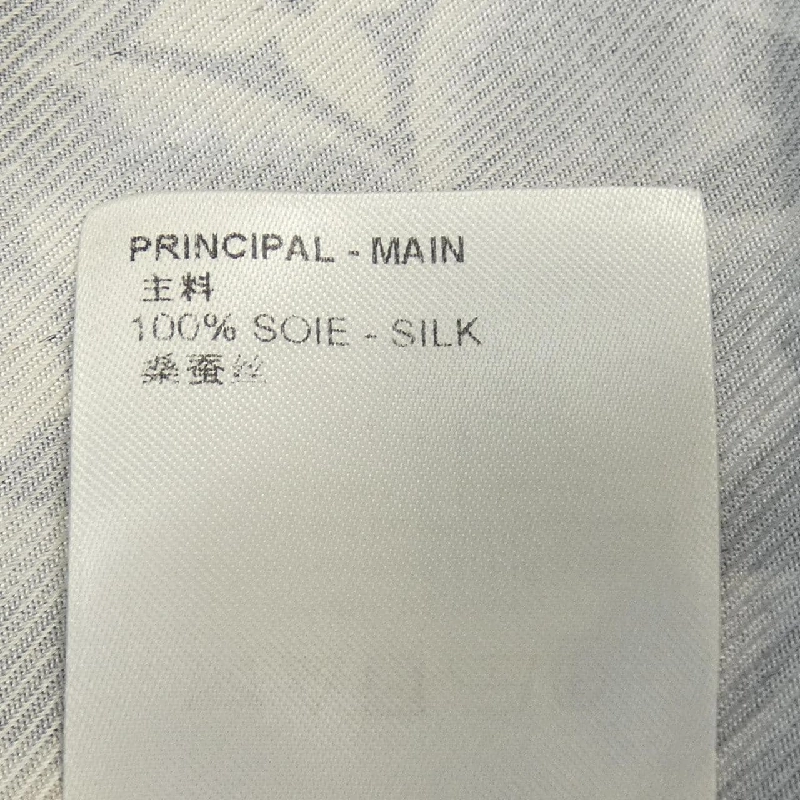 PRINCIPAL - MAIN
主料
100% SOIE - SILK
桑蚕丝